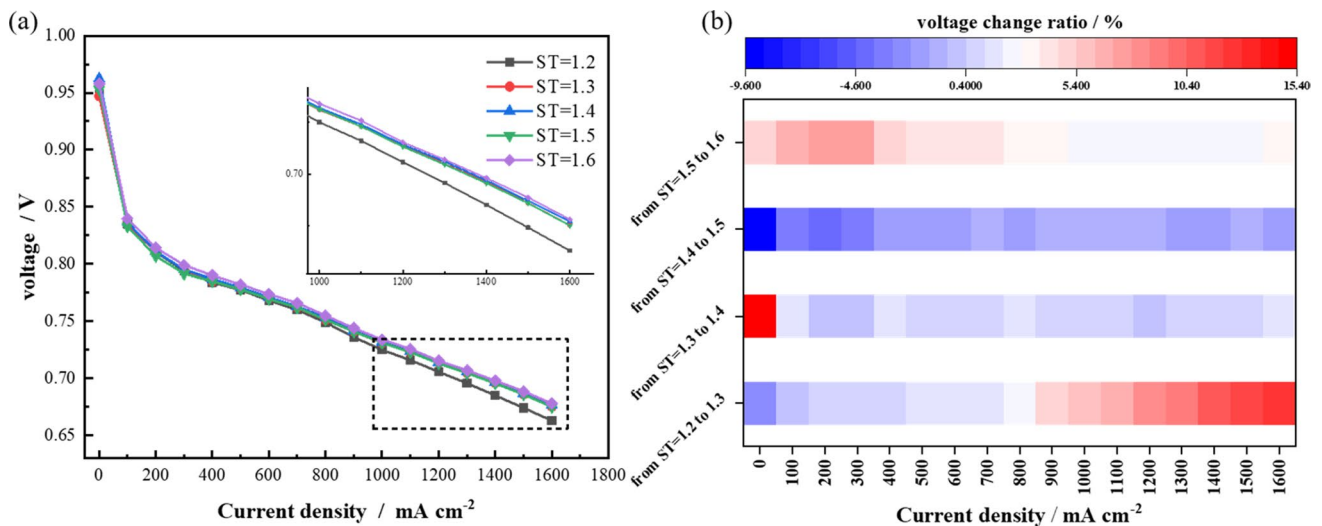 (a)
1.00
0.95
0.90
0.85
0.80
0.75
0.70
0.65
voltage / V
0 200 400 600 800 1000 1200 1400 1600 1800
Current density / mA cm-2
ST=1.2
ST=1.3
ST=1.4
ST=1.5
ST=1.6
0.70
1000 1200 1400 1600
(b)
voltage change ratio / %
-9.600 -4.600 0.4000 5.400 10.40 15.40
from ST=1.5 to 1.6
from ST=1.4 to 1.5
from ST=1.3 to 1.4
from ST=1.2 to 1.3
0 100 200 300 400 500 600 700 800 900 1000 1100 1200 1300 1400 1500 1600
Current density / mA cm-2